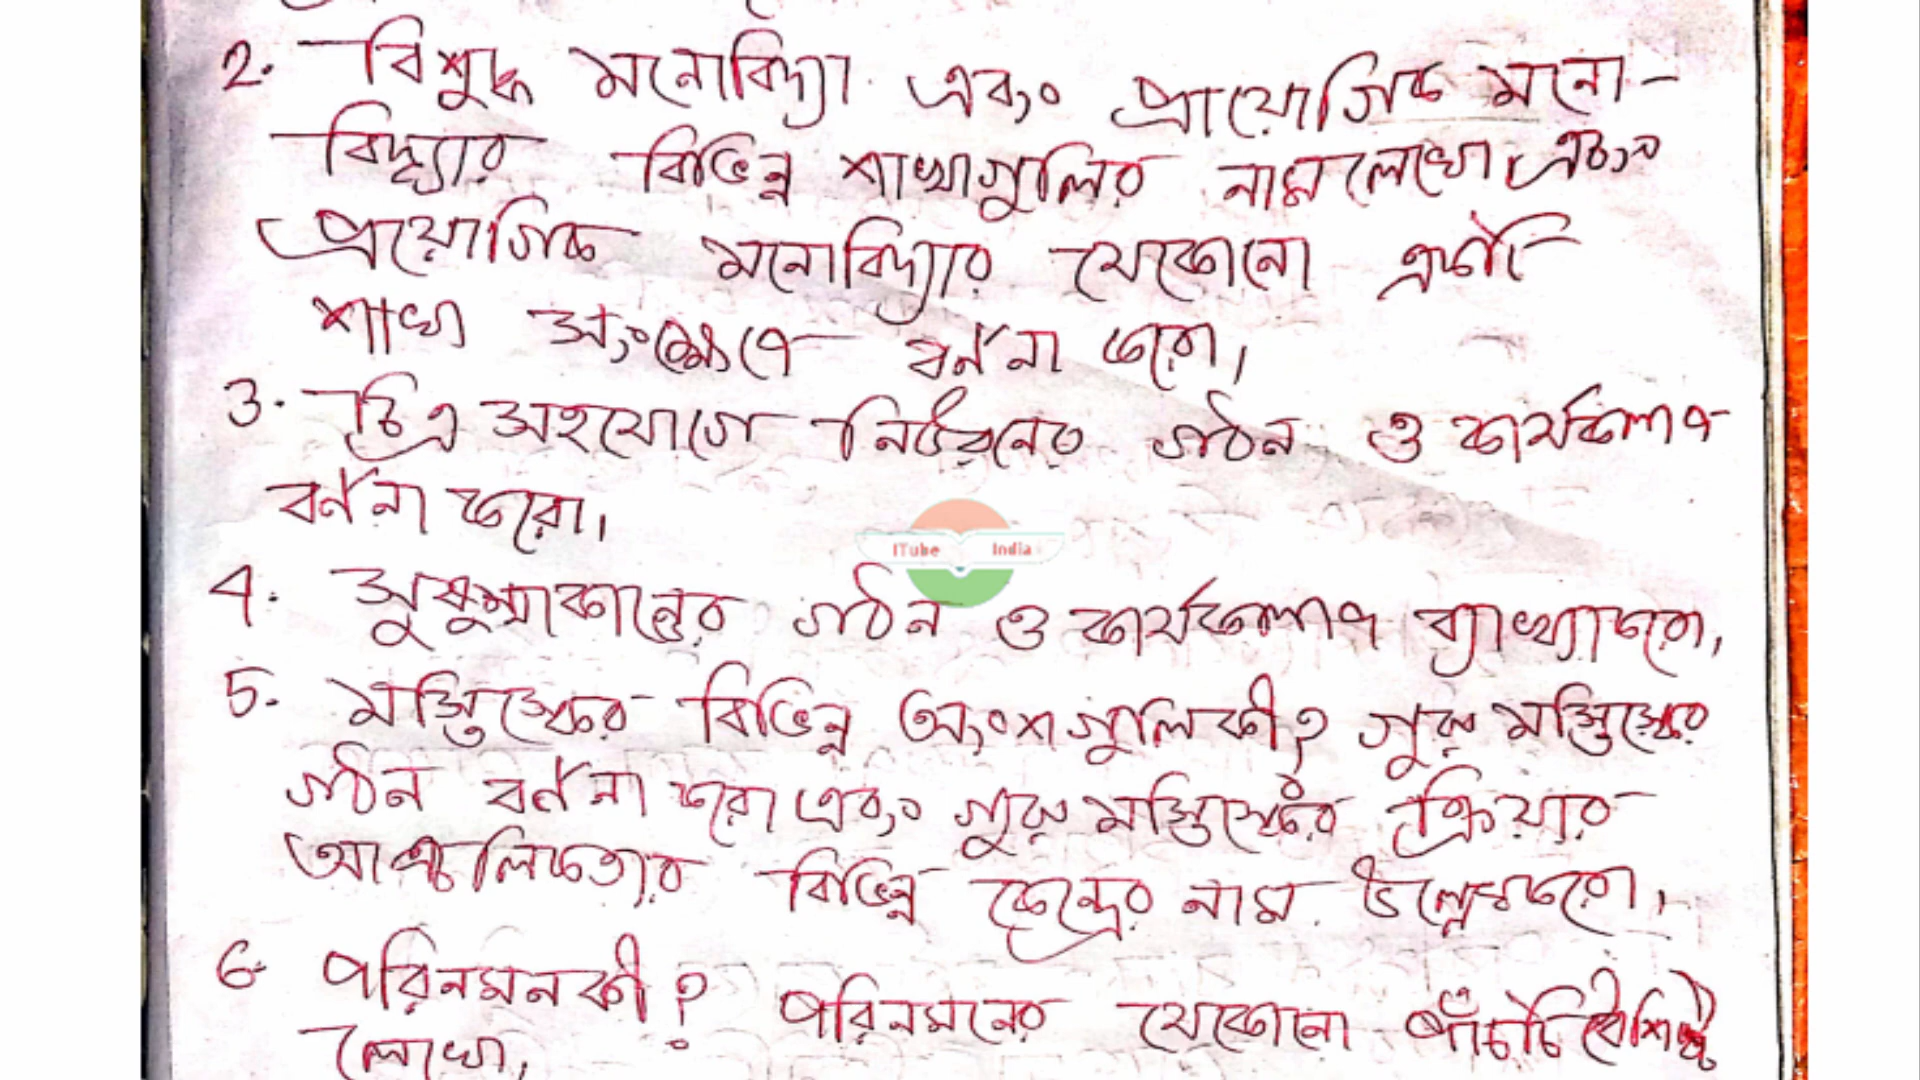 2. বিশুদ্ধ মনোবিদ্যা এবং প্রায়োগিক মনো-
বিদ্যার বিভিন্ন শাখাগুলির নাম লেখো, এবং
প্রয়োগিক মনোবিদ্যার যেকোনো একটি
শাখা সংক্ষেপে বর্ণনা করো।
3. চিত্র সহযোগে নিউরনের গঠন ও কার্যকলাপ
বর্ণনা করো।
ITube India
4. সুষুম্নাকান্ডের গঠন ও কার্যকলাপ ব্যাখ্যা করো।
5. মস্তিস্কের বিভিন্ন অংশগুলি কী? গুরু মস্তিস্কের
গঠন বর্ণনা করো এবং গুরু মস্তিস্কের ক্রিয়ার
আঞ্চলিকতার বিভিন্ন কেন্দ্রের নাম উল্লেখ করো।
6. পরিনমন কী? পরিনমনের যেকোনো পাঁচটি বৈশিষ্ট্য
লেখো,